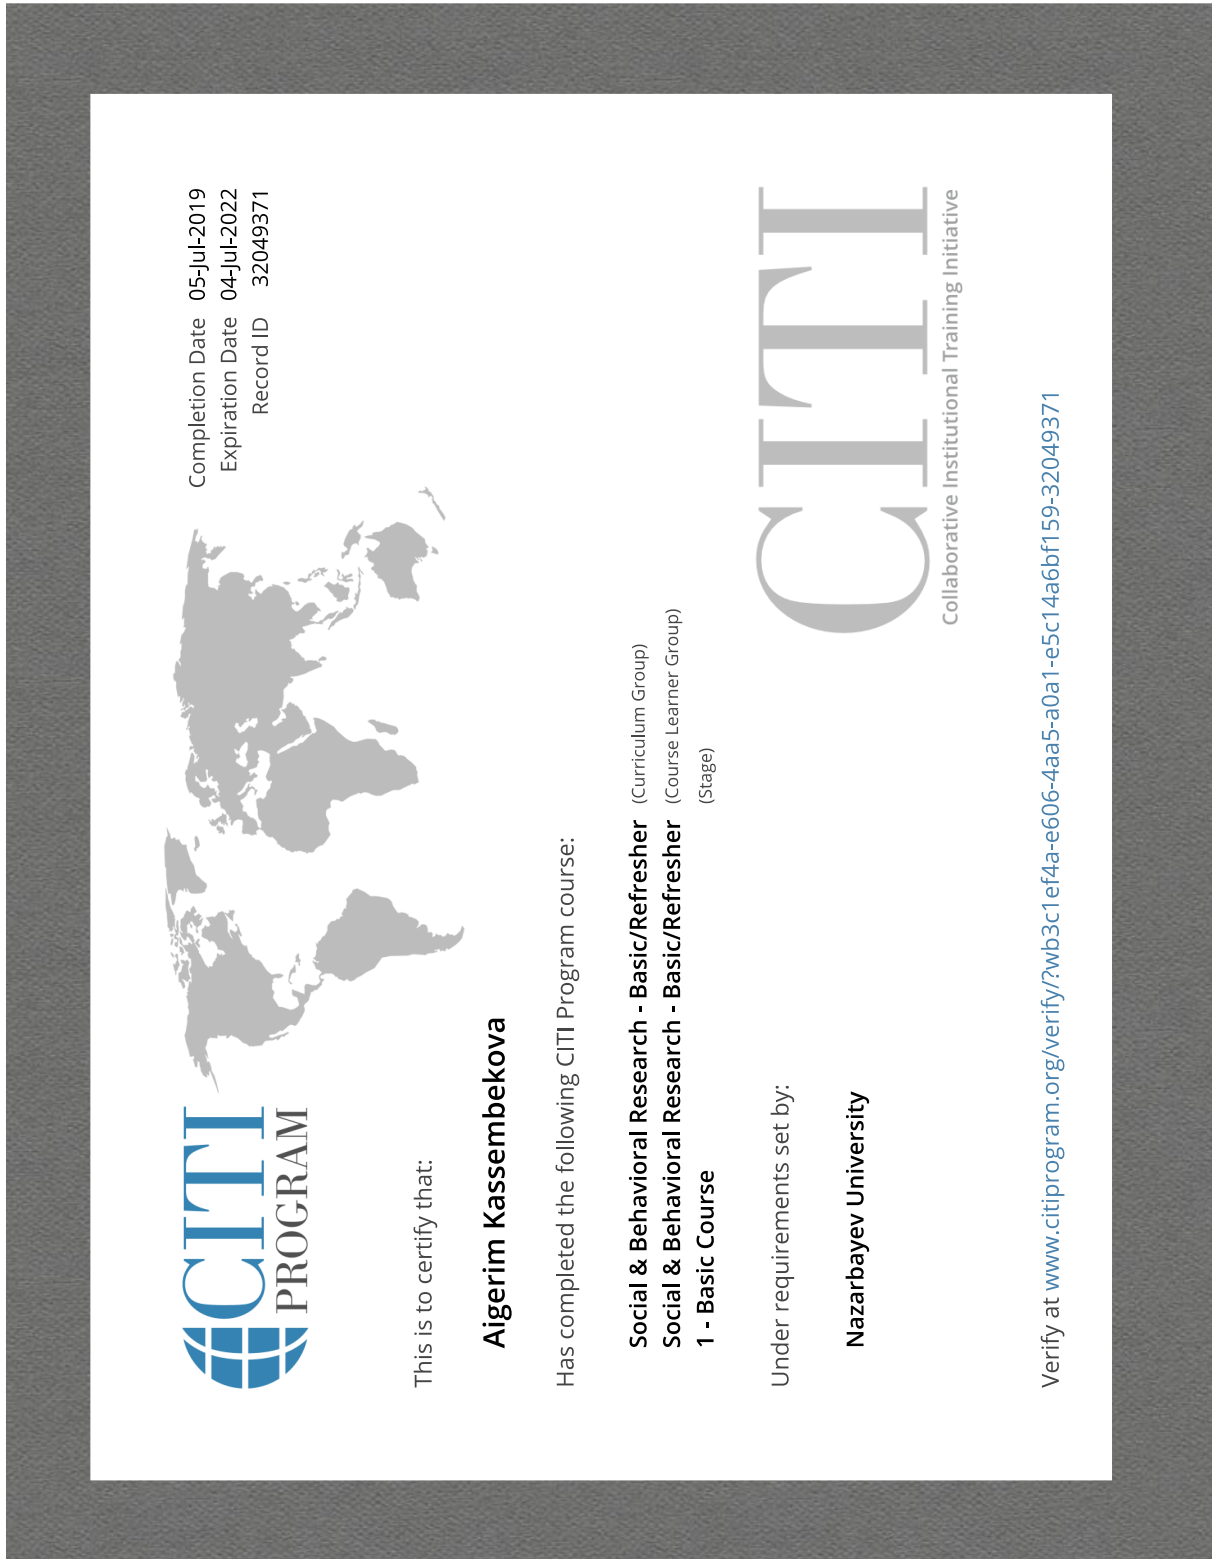 CITI
PROGRAM
Completion Date 05-Jul-2019
Expiration Date 04-Jul-2022
Record ID 32049371
This is to certify that:
Aigerim Kassembekova
Has completed the following CITI Program course:
Social & Behavioral Research - Basic/Refresher (Curriculum Group)
Social & Behavioral Research - Basic/Refresher (Course Learner Group)
1 - Basic Course (Stage)
Under requirements set by:
Nazarbayev University
CITI
Collaborative Institutional Training Initiative
Verify at www.citiprogram.org/verify/?wb3c1ef4a-e606-4aa5-a0a1-e5c14a6bf159-32049371